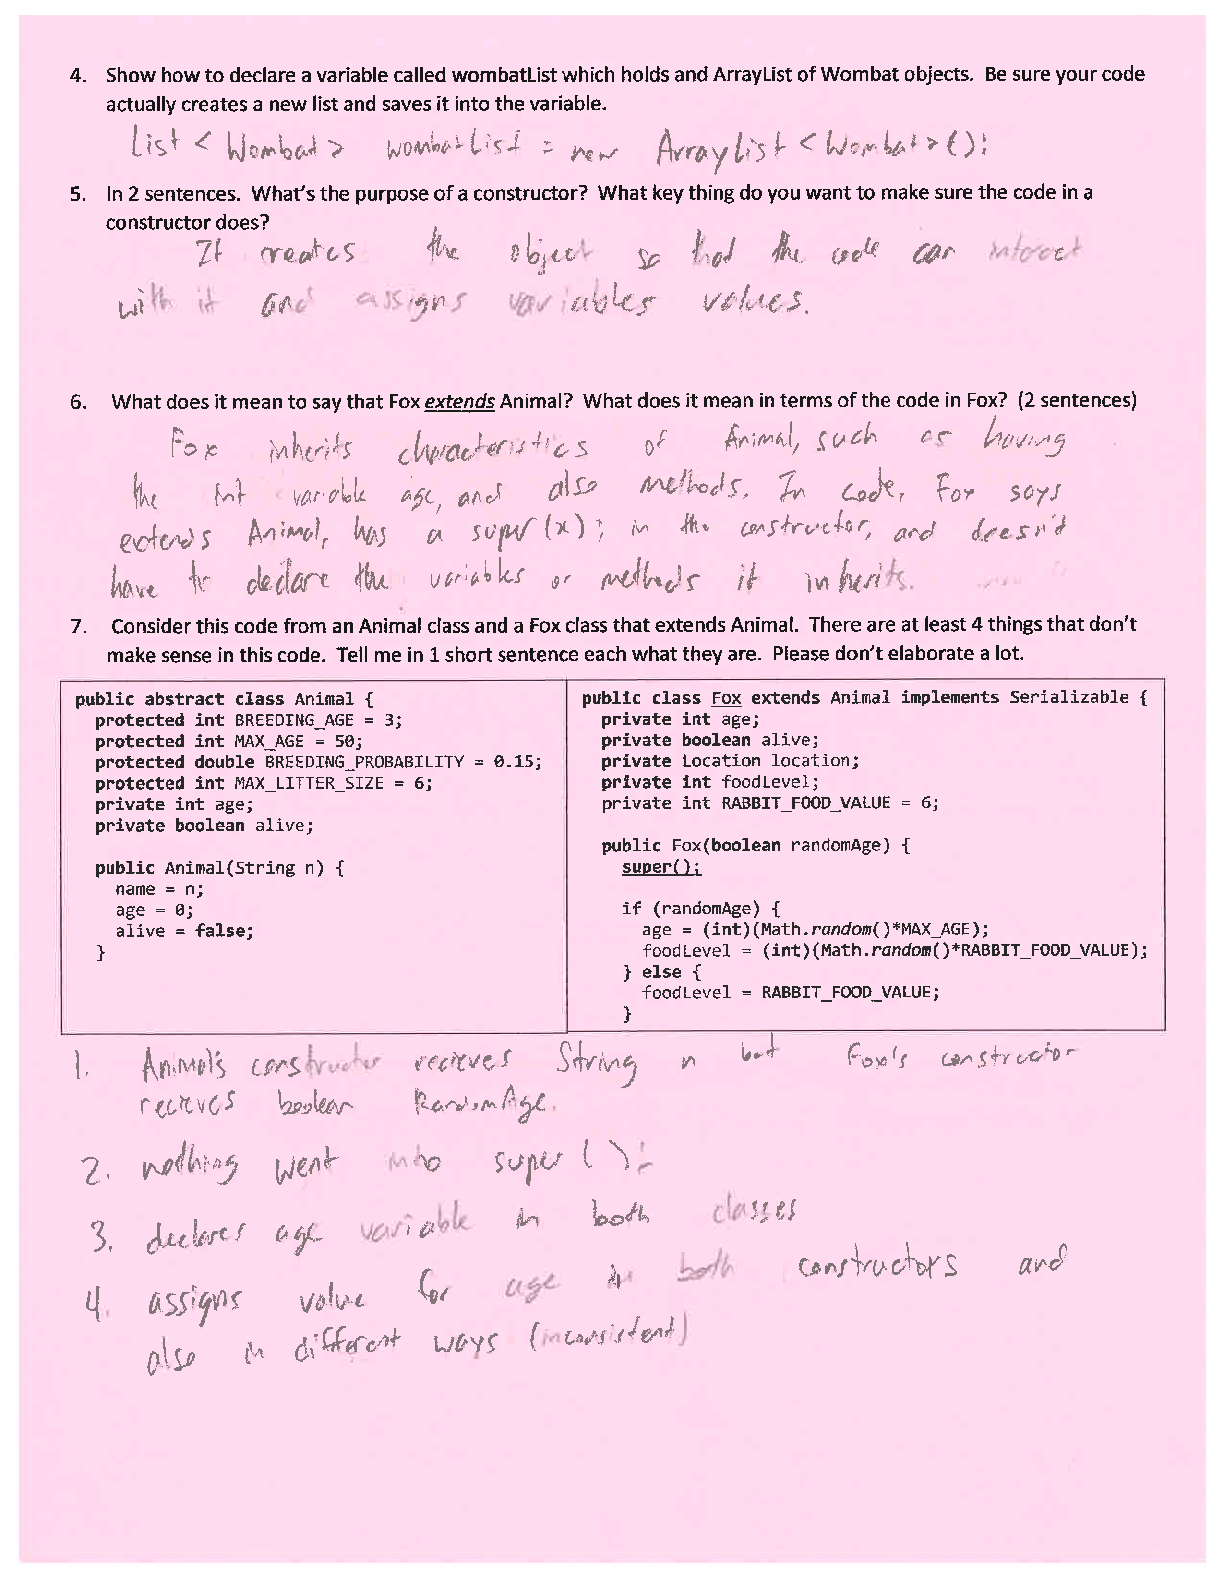 4. Show how to declare a variable called wombatList which holds and ArrayList of Wombat objects. Be sure your code
actually creates a new list and saves it into the variable.
List < Wombat > wombatList = new ArrayList < Wombat > ();
5. In 2 sentences. What's the purpose of a constructor? What key thing do you want to make sure the code in a
constructor does?
It creates the object so that the code can interact
with it and assigns variables values.
6. What does it mean to say that Fox extends Animal? What does it mean in terms of the code in Fox? (2 sentences)
Fox inherits characteristics of Animal, such as having
the int variable age, and also methods. In code, Fox says
extends Animal, has a super(x); in the constructor, and doesn't
have to declare the variables or methods it inherits.
7. Consider this code from an Animal class and a Fox class that extends Animal. There are at least 4 things that don't
make sense in this code. Tell me in 1 short sentence each what they are. Please don't elaborate a lot.
public abstract class Animal {
protected int BREEDING_AGE = 3;
protected int MAX_AGE = 50;
protected double BREEDING_PROBABILITY = 0.15;
protected int MAX_LITTER_SIZE = 6;
private int age;
private boolean alive;
public Animal(String n) {
name = n;
age = 0;
alive = false;
}
public class Fox extends Animal implements Serializable {
private int age;
private boolean alive;
private Location location;
private int foodLevel;
private int RABBIT_FOOD_VALUE = 6;
public Fox(boolean randomAge) {
super();
if (randomAge) {
age = (int)(Math.random()*MAX_AGE);
foodLevel = (int)(Math.random()*RABBIT_FOOD_VALUE);
} else {
foodLevel = RABBIT_FOOD_VALUE;
}
1. Animal's constructor recieves String n but Fox's constructor
recieves boolean RandomAge.
2. nothing went into super ( );
3. declares age variable in both classes
4. assigns value for age in both constructors and
also in different ways (inconsistent)